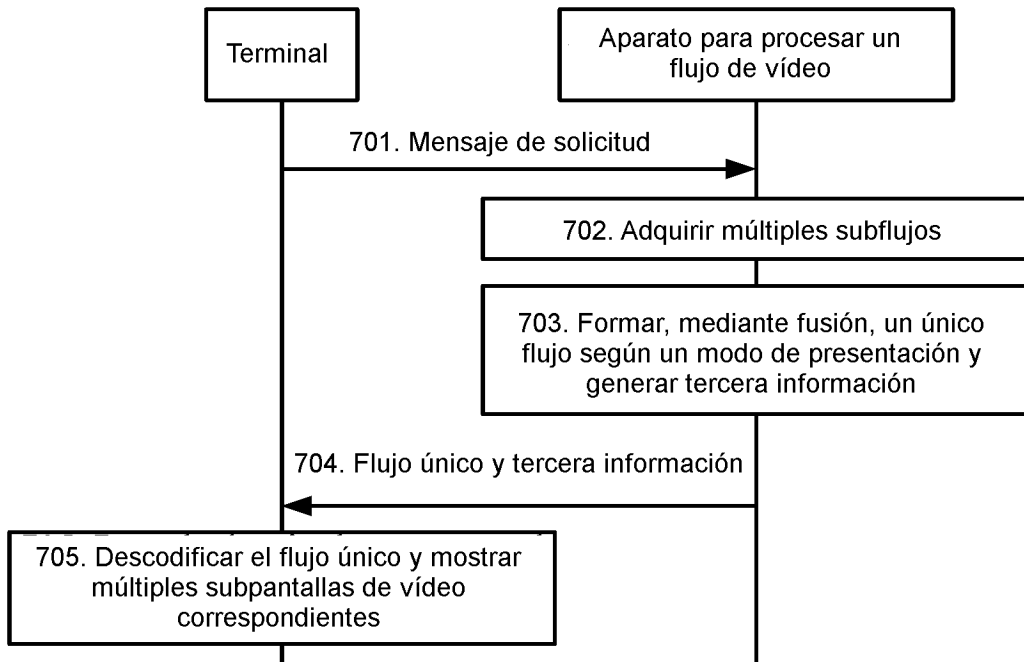 Terminal
Aparato para procesar un
flujo de vídeo
701. Mensaje de solicitud
702. Adquirir múltiples subflujos
703. Formar, mediante fusión, un único
flujo según un modo de presentación y
generar tercera información
704. Flujo único y tercera información
705. Descodificar el flujo único y mostrar
múltiples subpantallas de vídeo
correspondientes